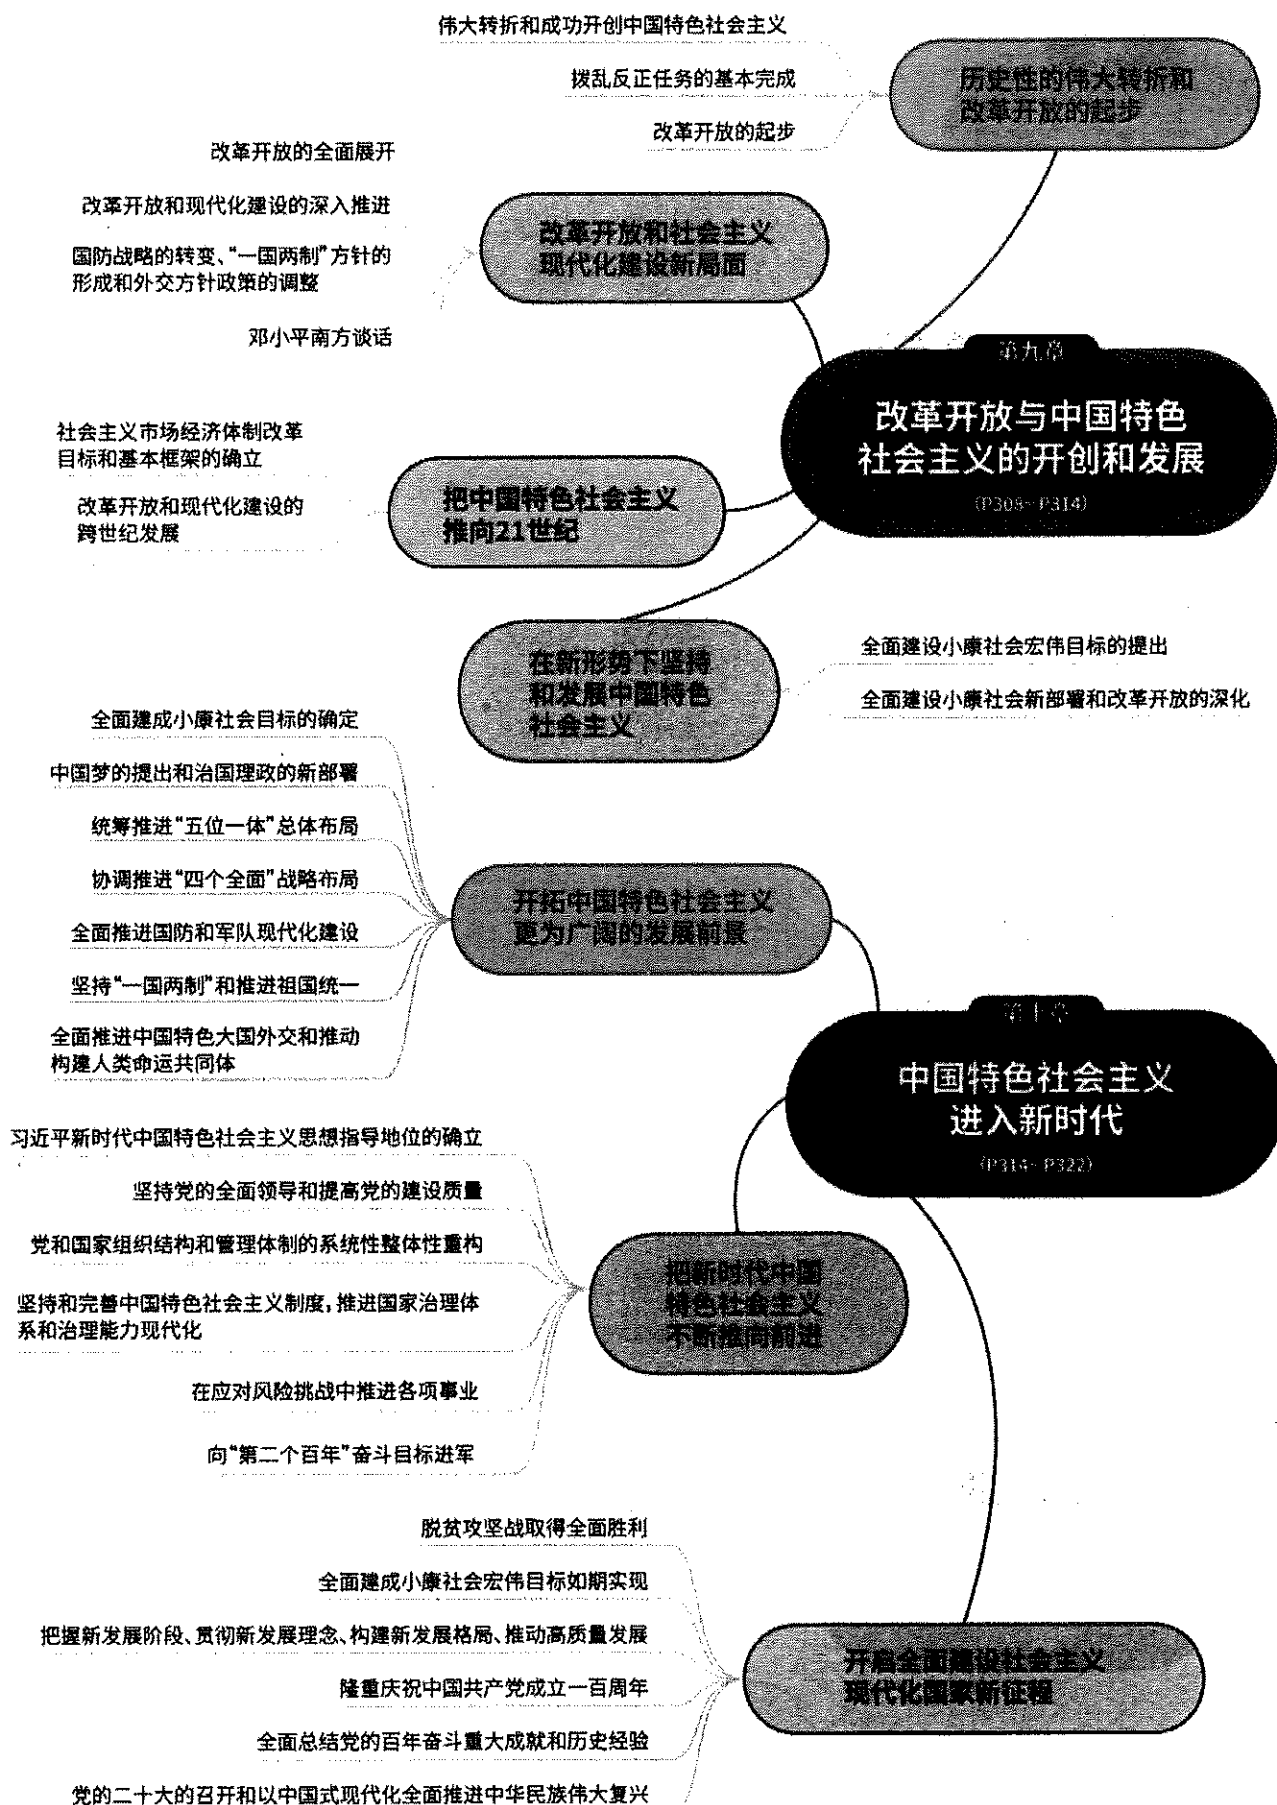 伟大转折和成功开创中国特色社会主义
拨乱反正任务的基本完成
改革开放的起步
历史性的伟大转折和
改革开放的起步
改革开放的全面展开
改革开放和现代化建设的深入推进
国防战略的转变、“一国两制”方针的
形成和外交方针政策的调整
邓小平南方谈话
改革开放和社会主义
现代化建设新局面
第九章
改革开放与中国特色
社会主义的开创和发展
(P308~P314)
社会主义市场经济体制改革
目标和基本框架的确立
改革开放和现代化建设的
跨世纪发展
把中国特色社会主义
推向21世纪
在新形势下坚持
和发展中国特色
社会主义
全面建设小康社会宏伟目标的提出
全面建设小康社会新部署和改革开放的深化
全面建成小康社会目标的确定
中国梦的提出和治国理政的新部署
统筹推进“五位一体”总体布局
协调推进“四个全面”战略布局
全面推进国防和军队现代化建设
坚持“一国两制”和推进祖国统一
全面推进中国特色大国外交和推动
构建人类命运共同体
开拓中国特色社会主义
更为广阔的发展前景
第十章
中国特色社会主义
进入新时代
(P314~P322)
习近平新时代中国特色社会主义思想指导地位的确立
坚持党的全面领导和提高党的建设质量
党和国家组织结构和管理体制的系统性整体性重构
坚持和完善中国特色社会主义制度,推进国家治理体
系和治理能力现代化
在应对风险挑战中推进各项事业
向“第二个百年”奋斗目标进军
把新时代中国
特色社会主义
不断推向前进
脱贫攻坚战取得全面胜利
全面建成小康社会宏伟目标如期实现
把握新发展阶段、贯彻新发展理念、构建新发展格局、推动高质量发展
隆重庆祝中国共产党成立一百周年
全面总结党的百年奋斗重大成就和历史经验
党的二十大的召开和以中国式现代化全面推进中华民族伟大复兴
开启全面建设社会主义
现代化国家新征程